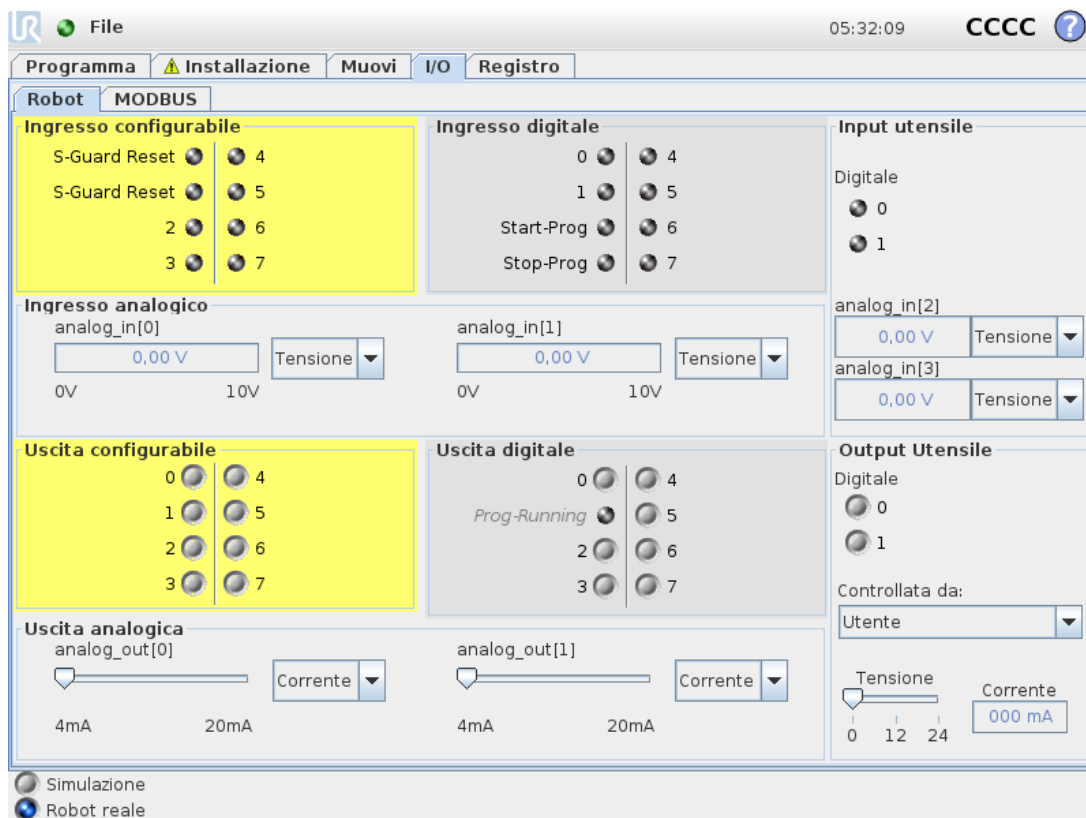 UR File 05:32:09 CCCC ?
Programma Installazione Muovi I/O Registro
Robot MODBUS
Ingresso configurabile
S-Guard Reset 4
S-Guard Reset 5
2 6
3 7
Ingresso digitale
0 4
1 5
Start-Prog 6
Stop-Prog 7
Input utensile
Digitale
0
1
Ingresso analogico
analog_in[0]
0,00 V Tensione
0V 10V
analog_in[1]
0,00 V Tensione
0V 10V
analog_in[2]
0,00 V Tensione
analog_in[3]
0,00 V Tensione
Uscita configurabile
0 4
1 5
2 6
3 7
Uscita digitale
0 4
Prog-Running 5
2 6
3 7
Output Utensile
Digitale
0
1
Controllata da:
Utente
Tensione
0 12 24
Corrente
000 mA
Uscita analogica
analog_out[0]
Corrente
4mA 20mA
analog_out[1]
Corrente
4mA 20mA
Simulazione
Robot reale